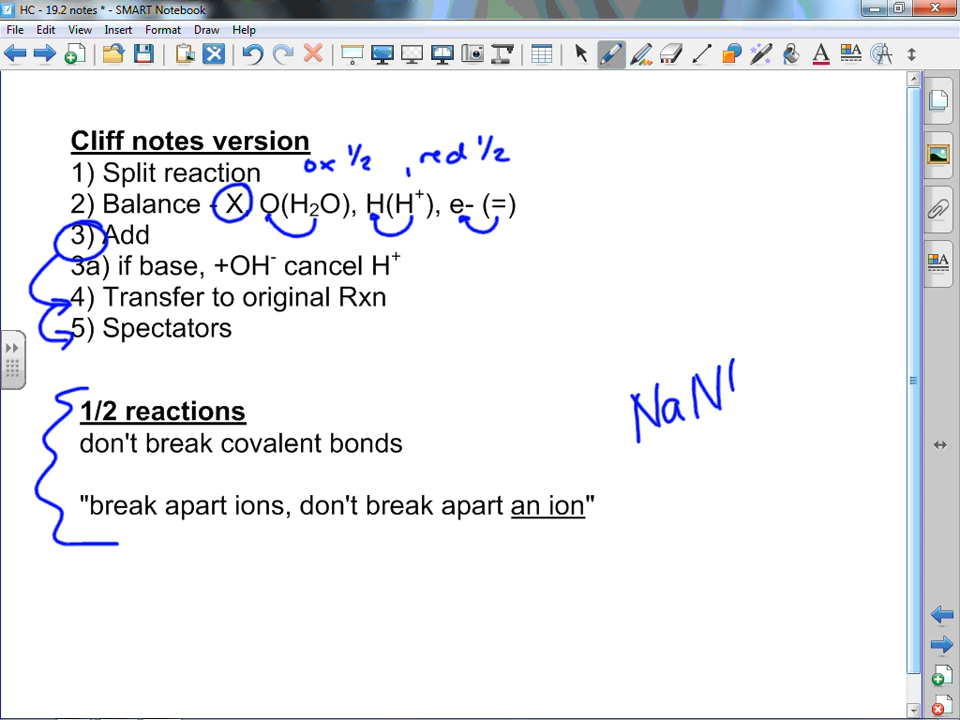 HC - 19.2 notes * - SMART Notebook
File Edit View Insert Format Draw Help
Cliff notes version
ox 1/2, red 1/2
1) Split reaction
2) Balance - X, O(H2O), H(H+), e- (=)
3) Add
3a) if base, +OH- cancel H+
4) Transfer to original Rxn
5) Spectators
NaN
1/2 reactions
don't break covalent bonds
"break apart ions, don't break apart an ion"